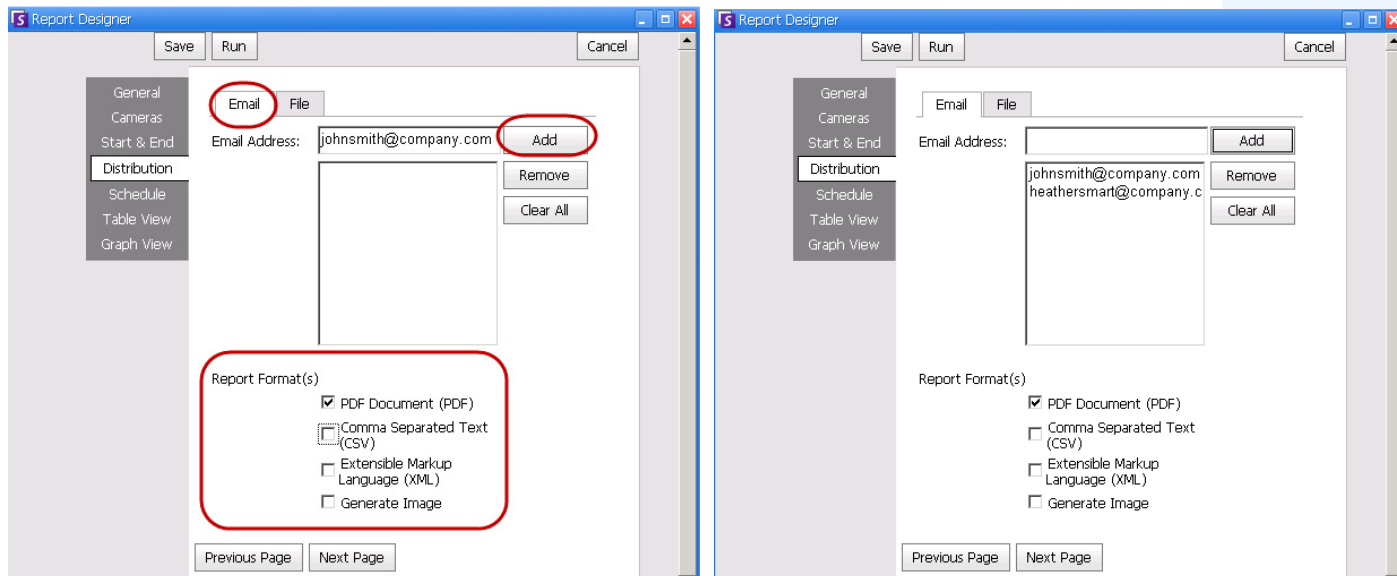 Report Designer
Save
Run
Cancel
General
Cameras
Start & End
Distribution
Schedule
Table View
Graph View
Email
File
Email Address:
johnsmith@company.com
Add
Remove
Clear All
Report Format(s)
PDF Document (PDF)
Comma Separated Text
(CSV)
Extensible Markup
Language (XML)
Generate Image
Previous Page
Next Page
Report Designer
Save
Run
Cancel
General
Cameras
Start & End
Distribution
Schedule
Table View
Graph View
Email
File
Email Address:
Add
johnsmith@company.com
heathersmart@company.c
Remove
Clear All
Report Format(s)
PDF Document (PDF)
Comma Separated Text
(CSV)
Extensible Markup
Language (XML)
Generate Image
Previous Page
Next Page